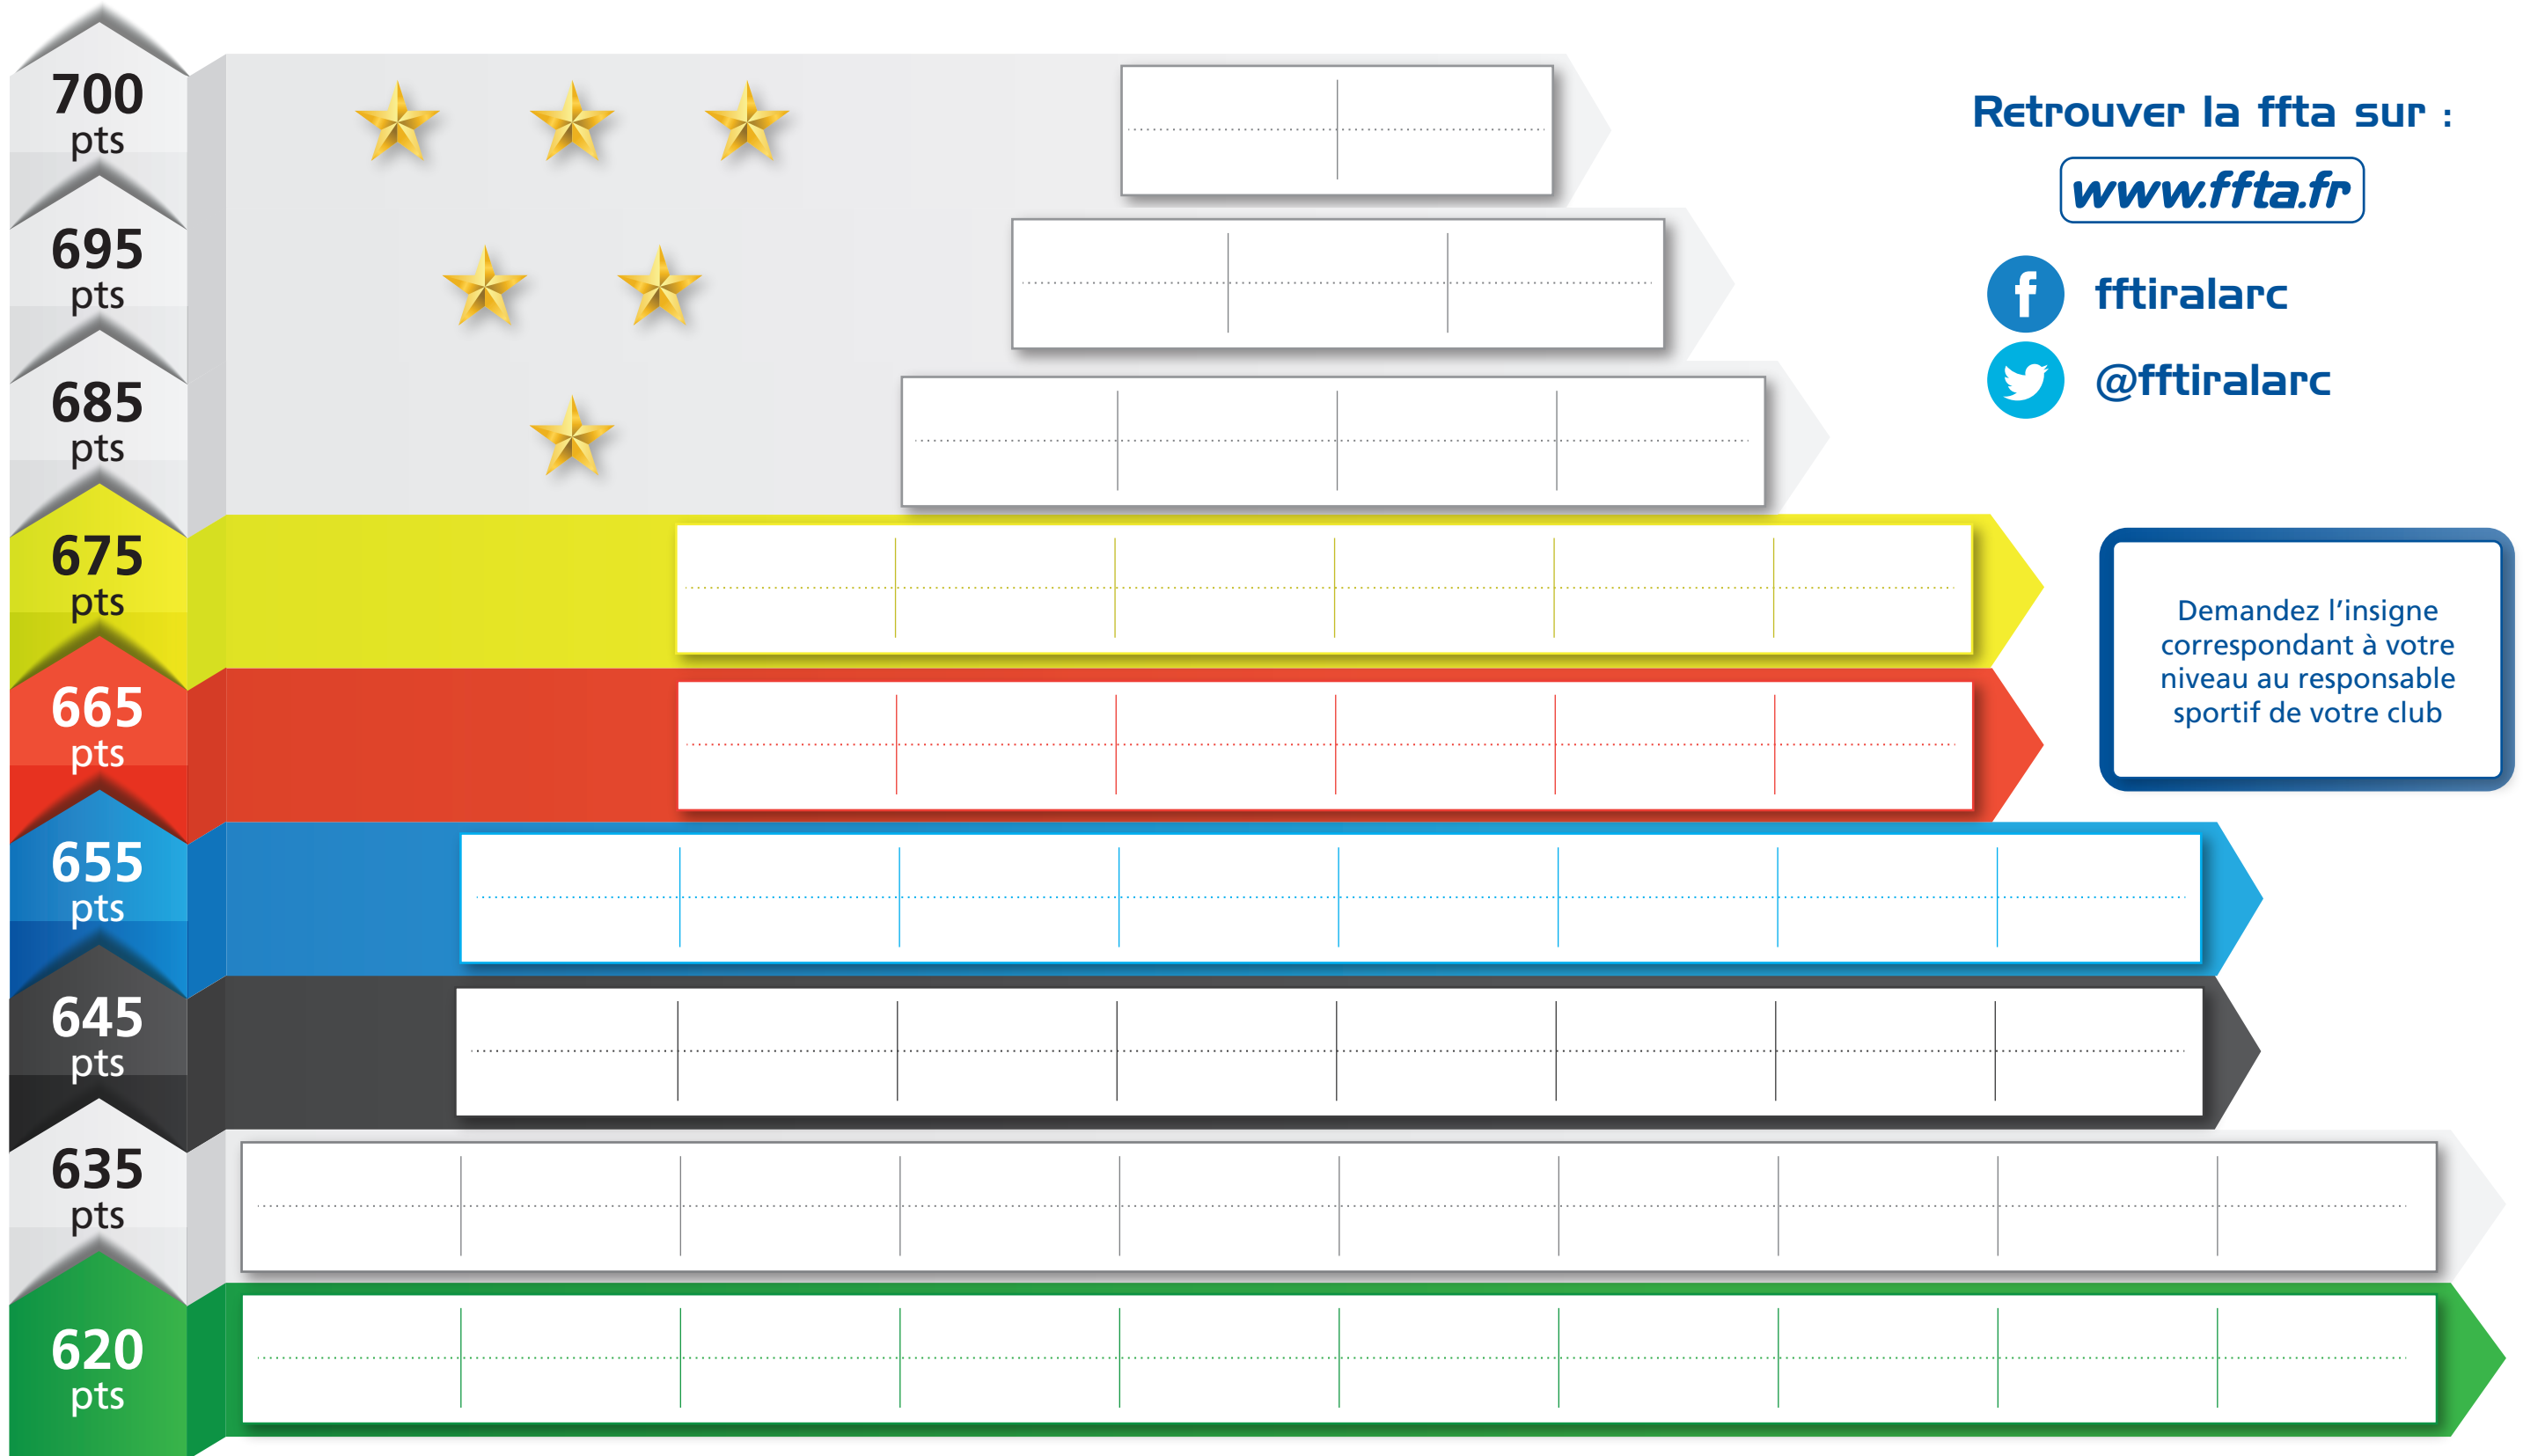 700
pts
695
pts
685
pts
675
pts
665
pts
655
pts
645
pts
635
pts
620
pts
Retrouver la ffta sur :
www.ffta.fr
f fftiralarc
@fftiralarc
Demandez l'insigne
correspondant à votre
niveau au responsable
sportif de votre club